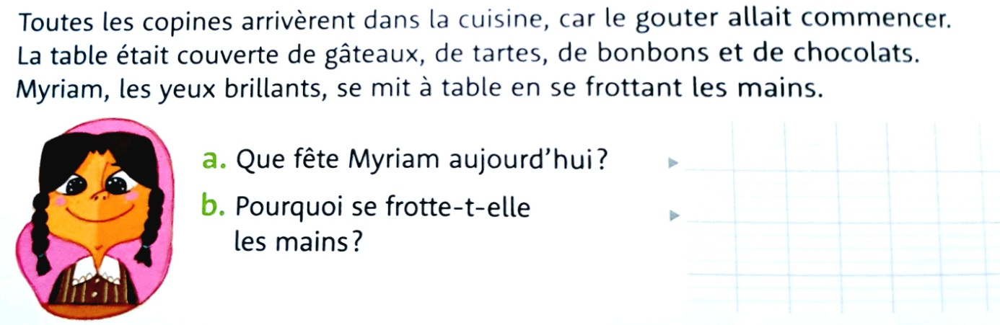 Toutes les copines arrivèrent dans la cuisine, car le gouter allait commencer.
La table était couverte de gâteaux, de tartes, de bonbons et de chocolats.
Myriam, les yeux brillants, se mit à table en se frottant les mains.
a. Que fête Myriam aujourd'hui ?
b. Pourquoi se frotte-t-elle
les mains ?